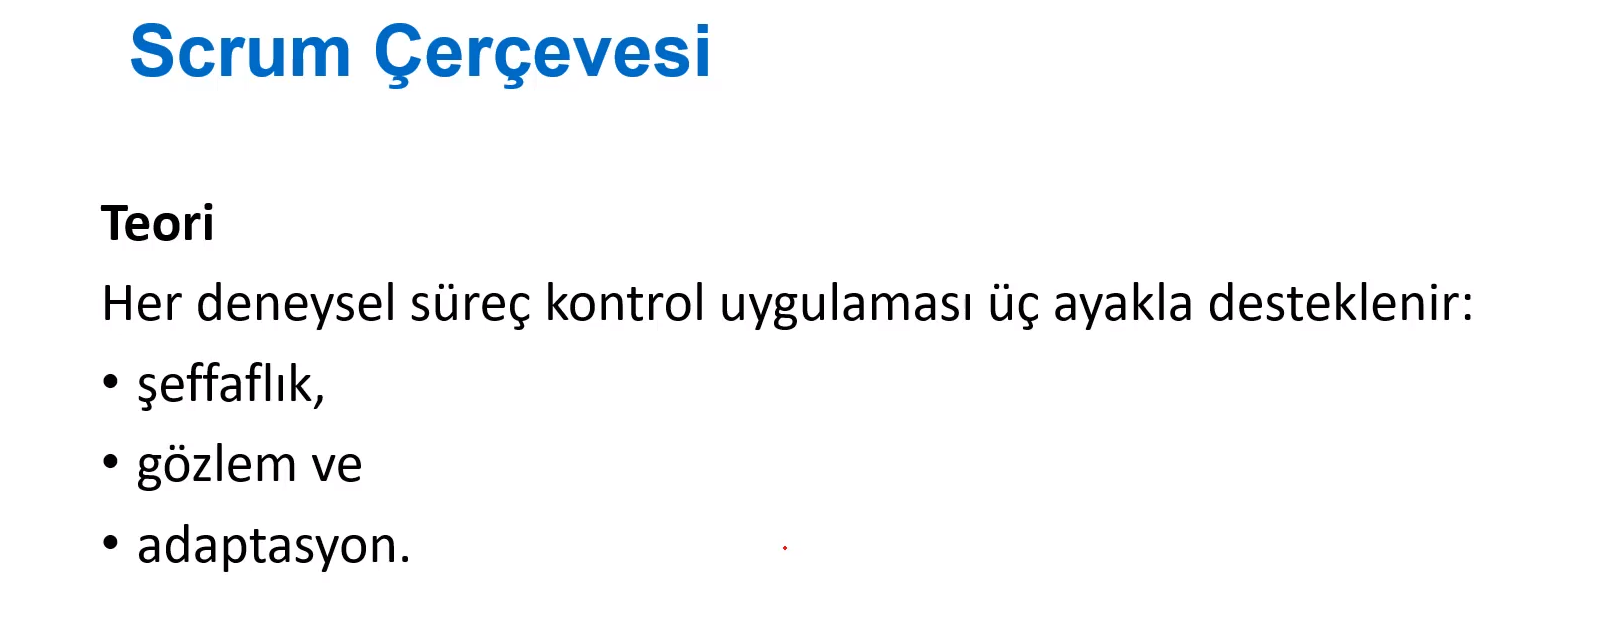 Scrum Çerçevesi
Teori
Her deneysel süreç kontrol uygulaması üç ayakla desteklenir:
• şeffaflık,
• gözlem ve
• adaptasyon.